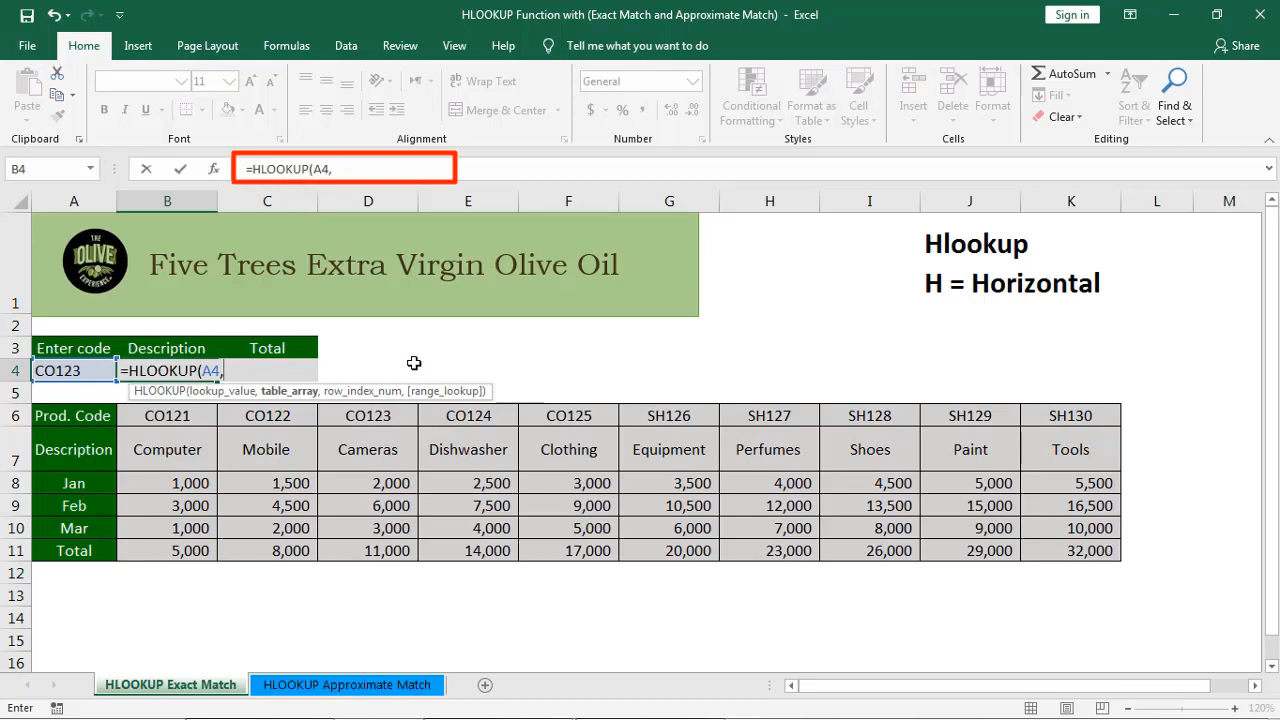 HLOOKUP Function with (Exact Match and Approximate Match) - Excel
Sign in
File Home Insert Page Layout Formulas Data Review View Help Tell me what you want to do Share
Paste
11
B I U A
Clipboard
Font
Wrap Text
Merge & Center
Alignment
General
$ % ,
Number
Conditional Formatting
Format as Table
Cell Styles
Styles
Insert Delete Format
Cells
AutoSum
Fill
Clear
Sort & Filter
Find & Select
Editing
B4 fx =HLOOKUP(A4,
A B C D E F G H I J K L M
THE OLIVE EXPERIENCE
Five Trees Extra Virgin Olive Oil
Hlookup
H = Horizontal
1
2
3 Enter code Description Total
4 CO123 =HLOOKUP(A4,
5 HLOOKUP(lookup_value, table_array, row_index_num, [range_lookup])
6 Prod. Code CO121 CO122 CO123 CO124 CO125 SH126 SH127 SH128 SH129 SH130
7 Description Computer Mobile Cameras Dishwasher Clothing Equipment Perfumes Shoes Paint Tools
8 Jan 1,000 1,500 2,000 2,500 3,000 3,500 4,000 4,500 5,000 5,500
9 Feb 3,000 4,500 6,000 7,500 9,000 10,500 12,000 13,500 15,000 16,500
10 Mar 1,000 2,000 3,000 4,000 5,000 6,000 7,000 8,000 9,000 10,000
11 Total 5,000 8,000 11,000 14,000 17,000 20,000 23,000 26,000 29,000 32,000
12
13
14
15
16
HLOOKUP Exact Match HLOOKUP Approximate Match
Enter
120%